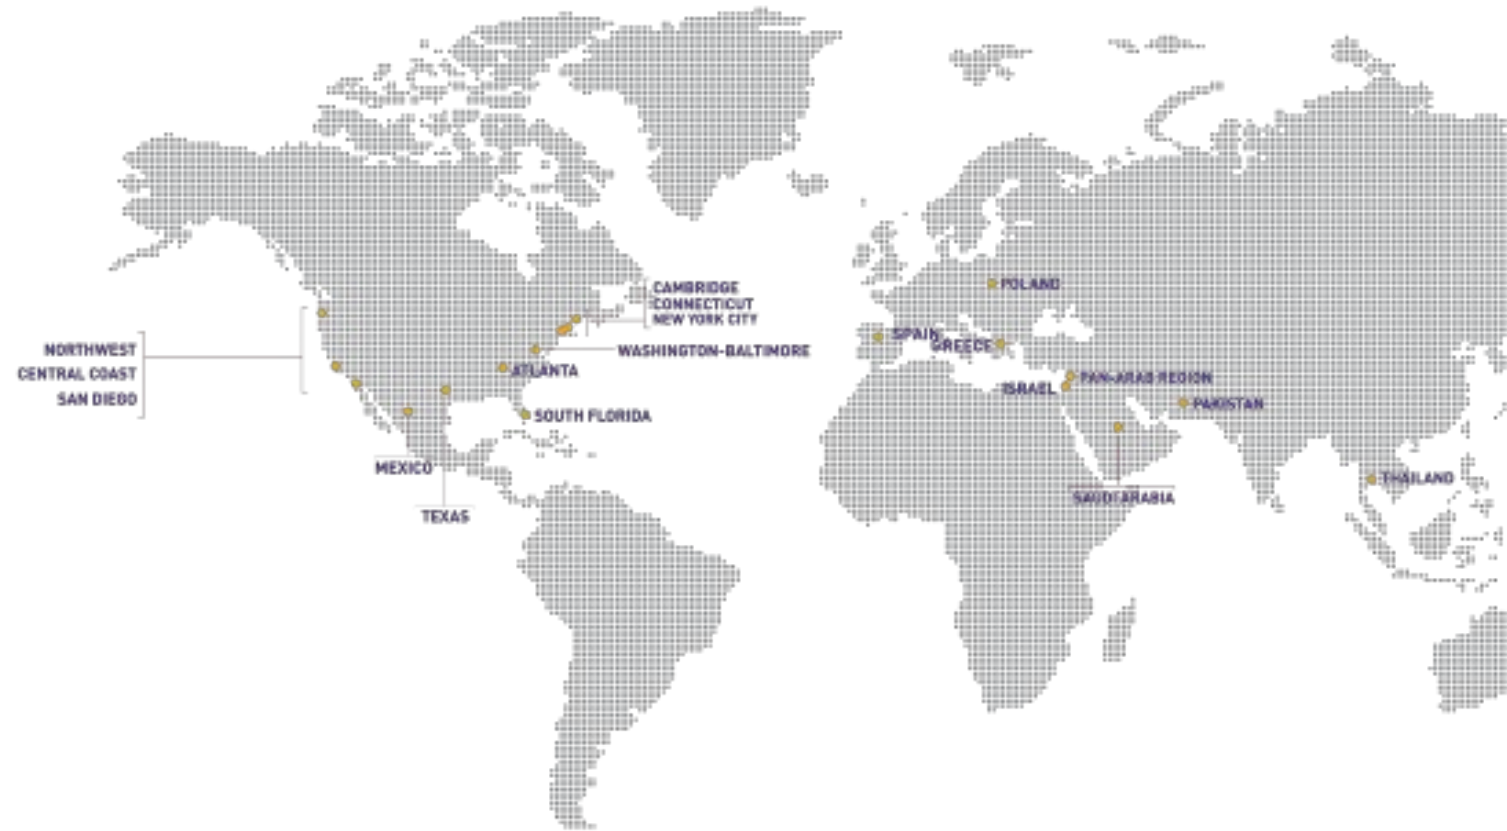 CAMBRIDGE
CONNECTICUT
NEW YORK CITY
NORTHWEST
CENTRAL COAST
SAN DIEGO
WASHINGTON-BALTIMORE
ATLANTA
SOUTH FLORIDA
MEXICO
TEXAS
POLAND
SPAIN
GREECE
PAN-ARAB REGION
ISRAEL
PAKISTAN
THAILAND
SAUDI ARABIA